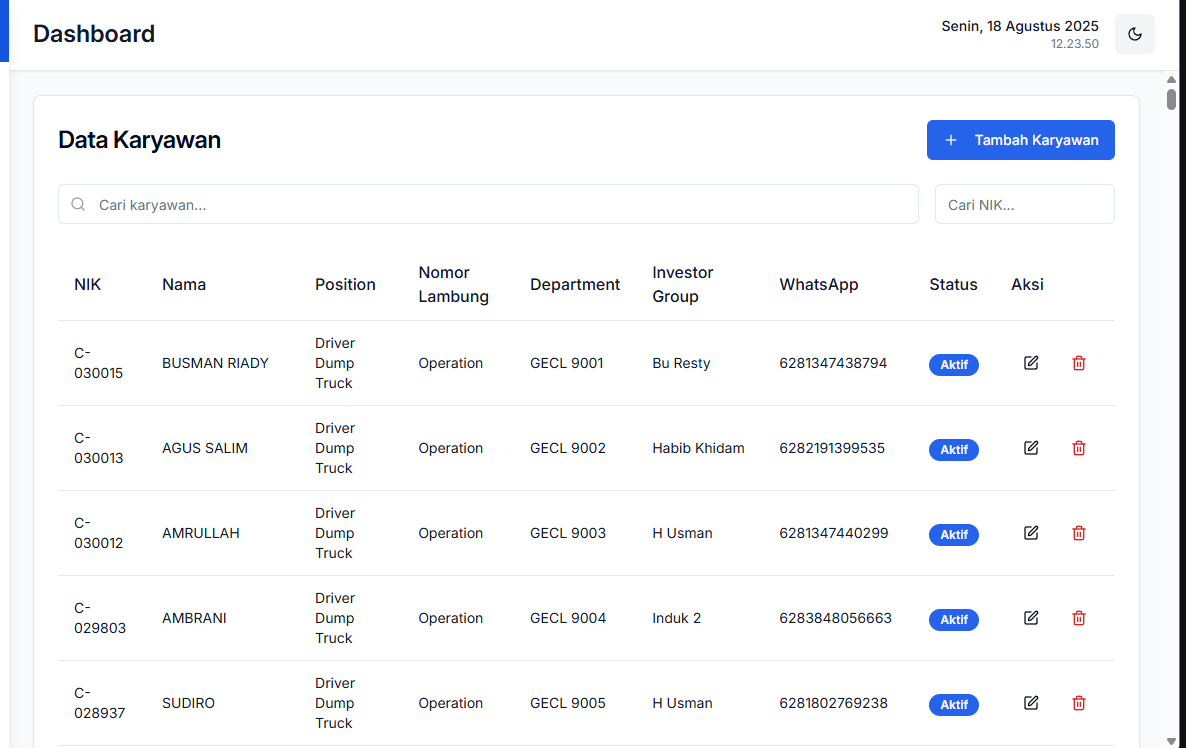 Dashboard
Senin, 18 Agustus 2025
12.23.50
Data Karyawan
+ Tambah Karyawan
Cari karyawan...
Cari NIK...
NIK Nama Position Nomor Lambung Department Investor Group WhatsApp Status Aksi
C-030015 BUSMAN RIADY Driver Dump Truck Operation GECL 9001 Bu Resty 6281347438794 Aktif
C-030013 AGUS SALIM Driver Dump Truck Operation GECL 9002 Habib Khidam 6282191399535 Aktif
C-030012 AMRULLAH Driver Dump Truck Operation GECL 9003 H Usman 6281347440299 Aktif
C-029803 AMBRANI Driver Dump Truck Operation GECL 9004 Induk 2 6283848056663 Aktif
C-028937 SUDIRO Driver Dump Truck Operation GECL 9005 H Usman 6281802769238 Aktif